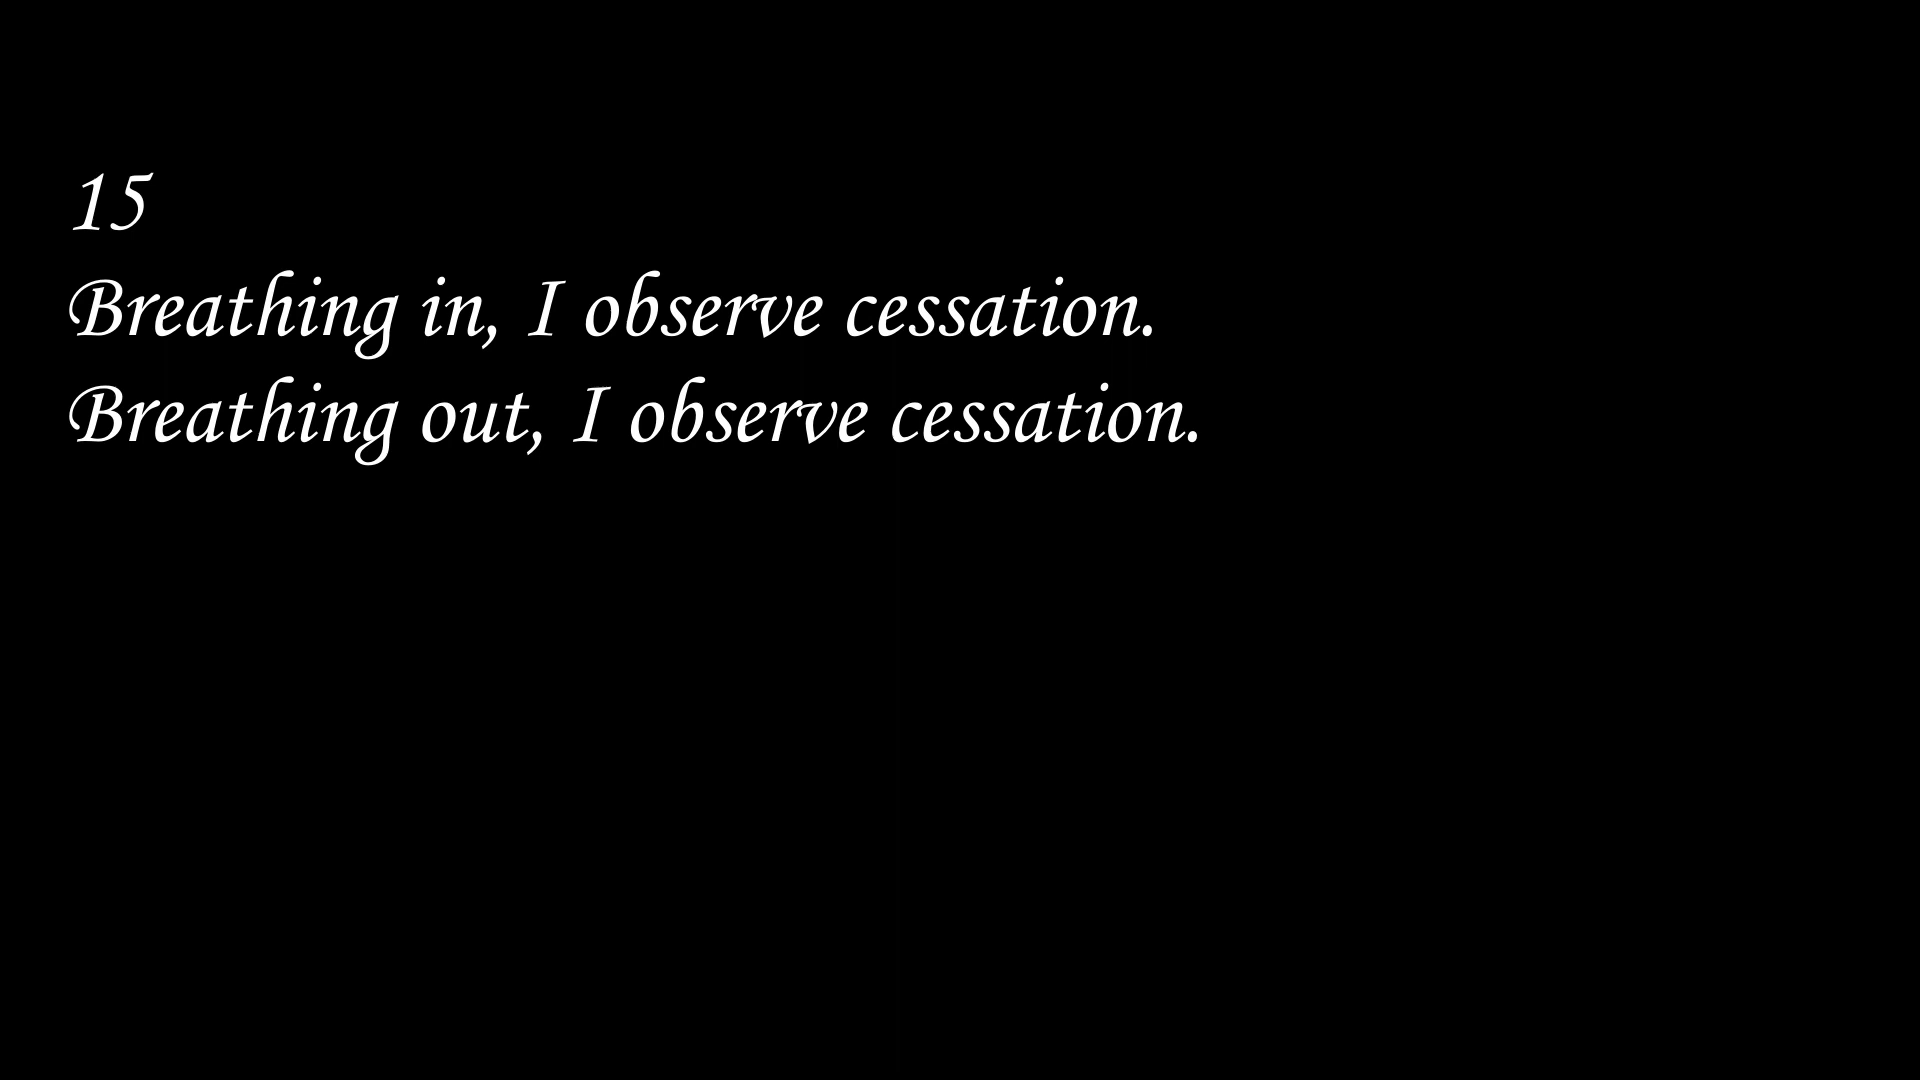 15
Breathing in, I observe cessation.
Breathing out, I observe cessation.